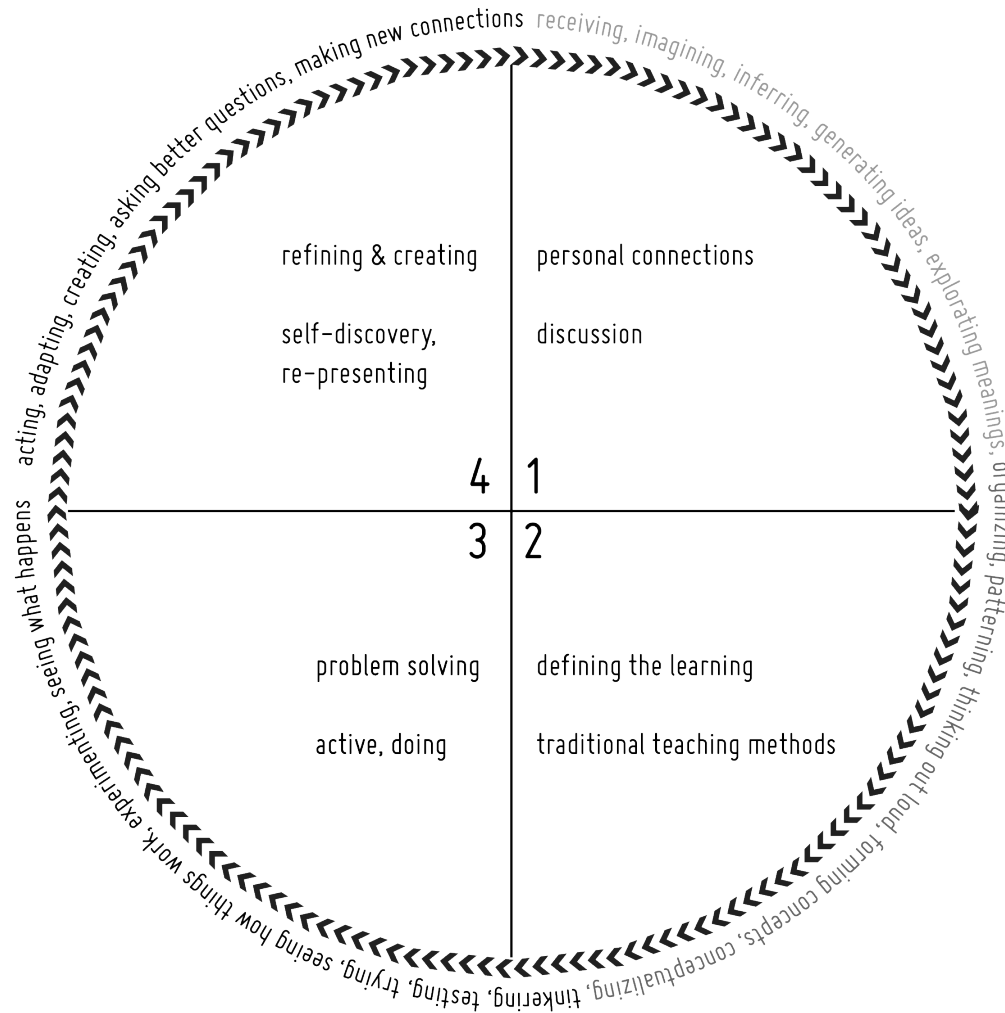 receiving, imagining, inferring, generating ideas, explorating meanings,
organizing, patterning, thinking out loud, forming concepts, conceptualizing,
tinkering, testing, trying, seeing how things work, experimenting, seeing what happens
acting, adapting, creating, asking better questions, making new connections
refining & creating
self-discovery,
re-presenting
4
personal connections
discussion
1
3
problem solving
active, doing
2
defining the learning
traditional teaching methods